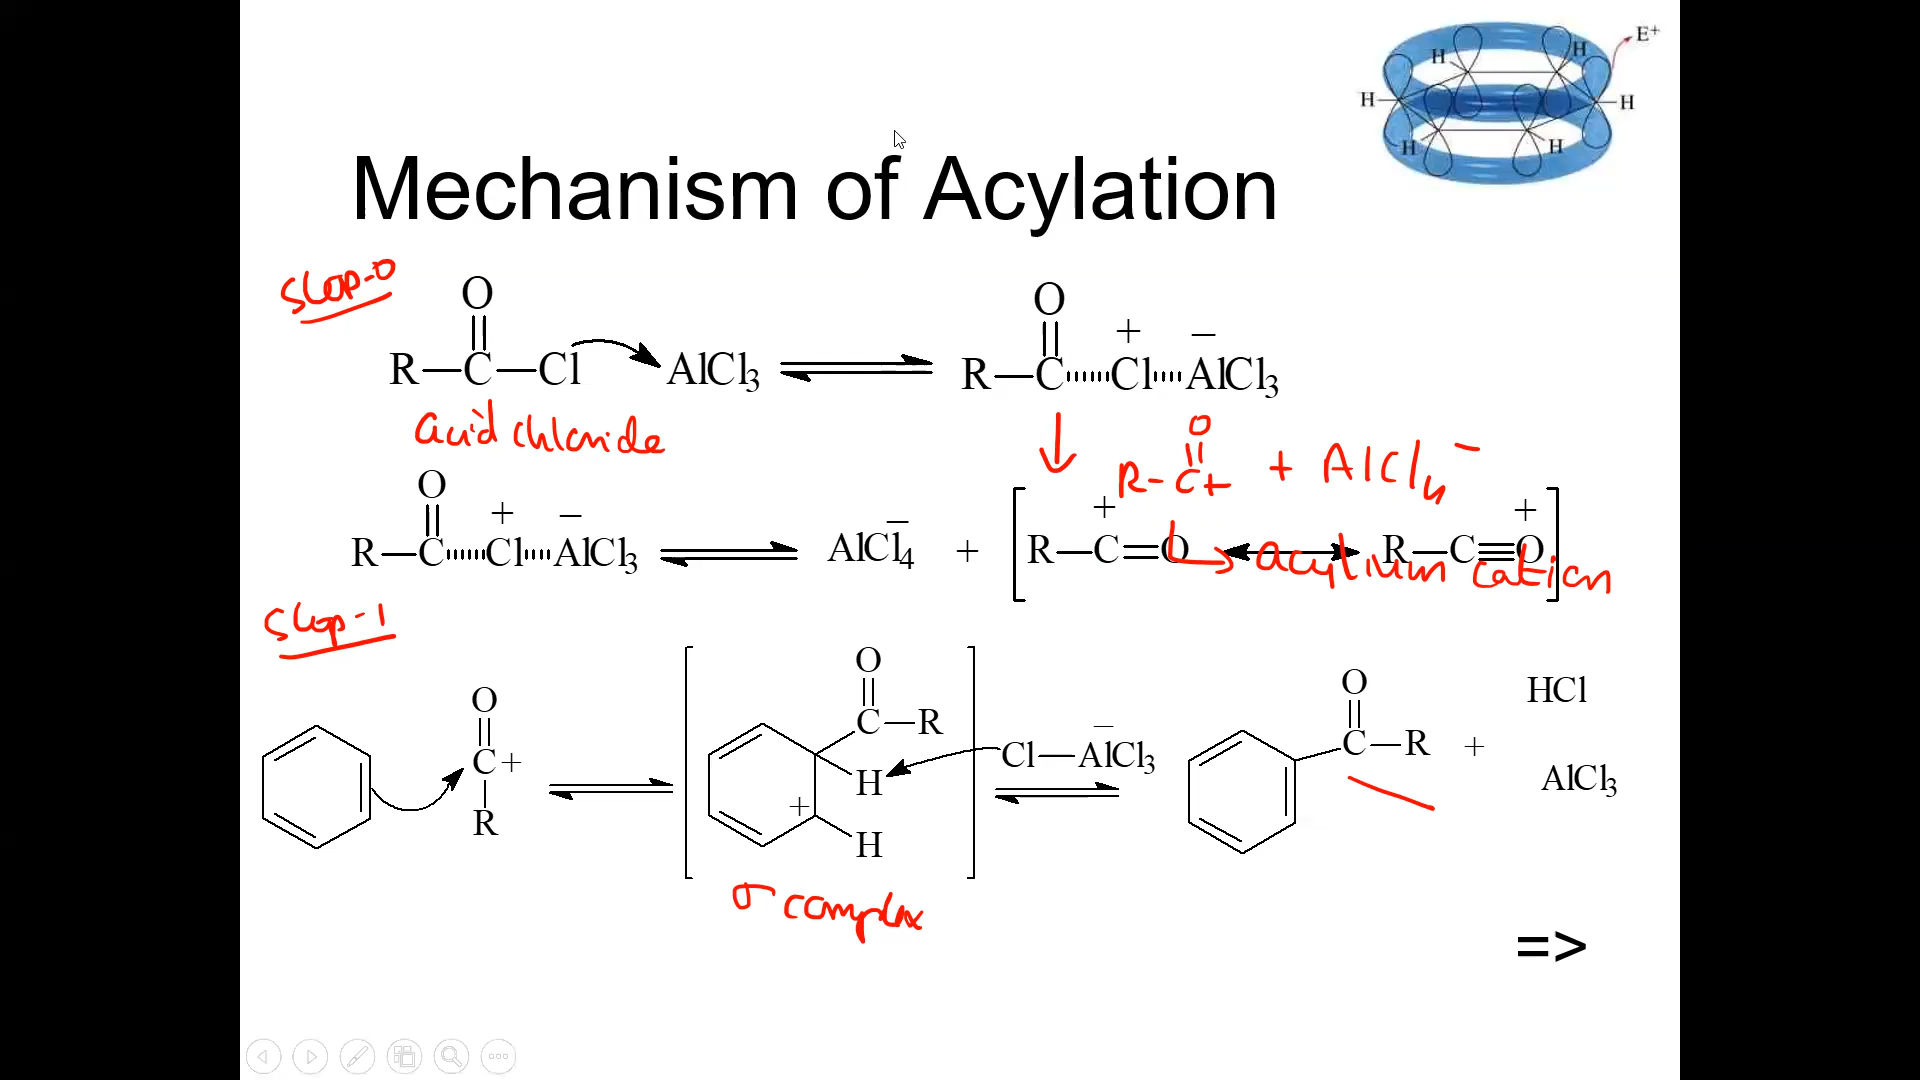 H H E+
H H
H H
Mechanism of Acylation
Step-0
O O
+ −
R—C—Cl AlCl3 R—C Cl AlCl3
acid chloride
O
R-C+ + AlCl4 −
O + − − + +
R—C Cl AlCl3 AlCl4 + [R—C=O R—C≡O]
acylium cation
Step-1
O O O HCl
C—R
C+ H Cl—AlCl3 − C—R +
R + AlCl3
H
σ complex
=>